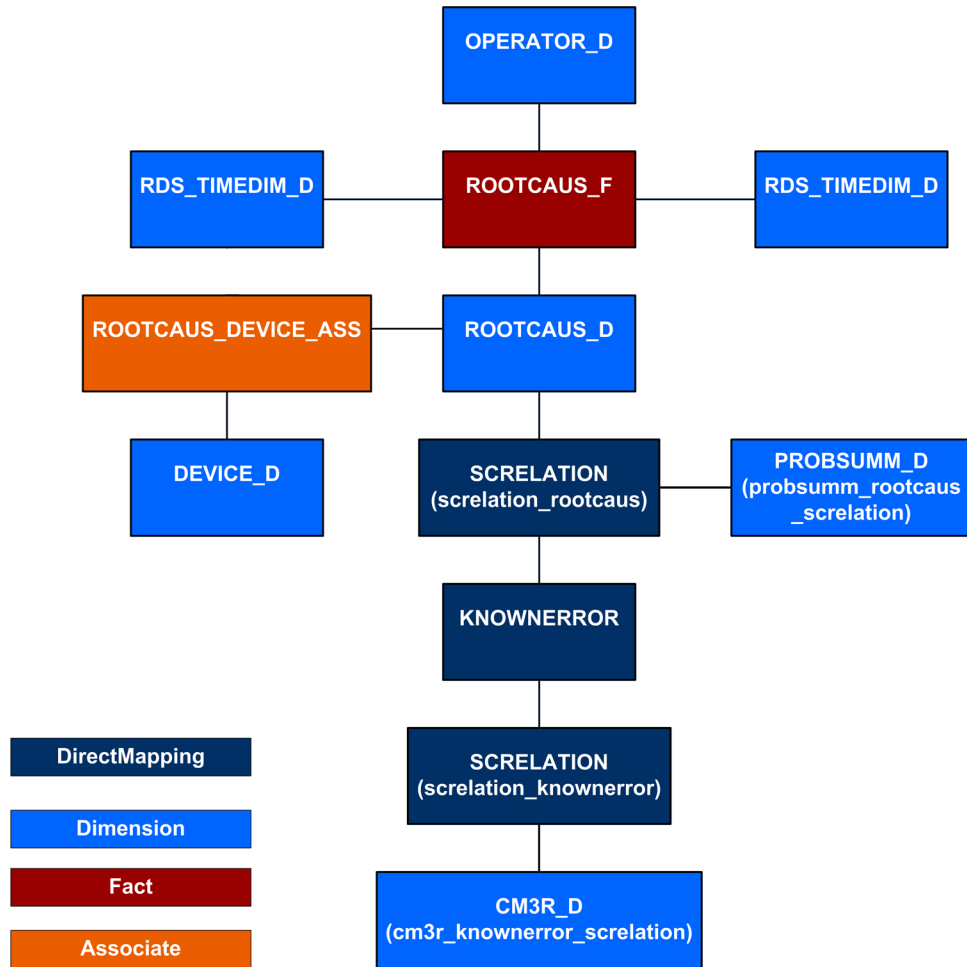 OPERATOR_D
RDS_TIMEDIM_D
ROOTCAUS_F
RDS_TIMEDIM_D
ROOTCAUS_DEVICE_ASS
ROOTCAUS_D
DEVICE_D
SCRELATION
(screlation_rootcaus)
PROBSUMM_D
(probsumm_rootcaus
_screlation)
KNOWNERROR
SCRELATION
(screlation_knownerror)
CM3R_D
(cm3r_knownerror_screlation)
DirectMapping
Dimension
Fact
Associate